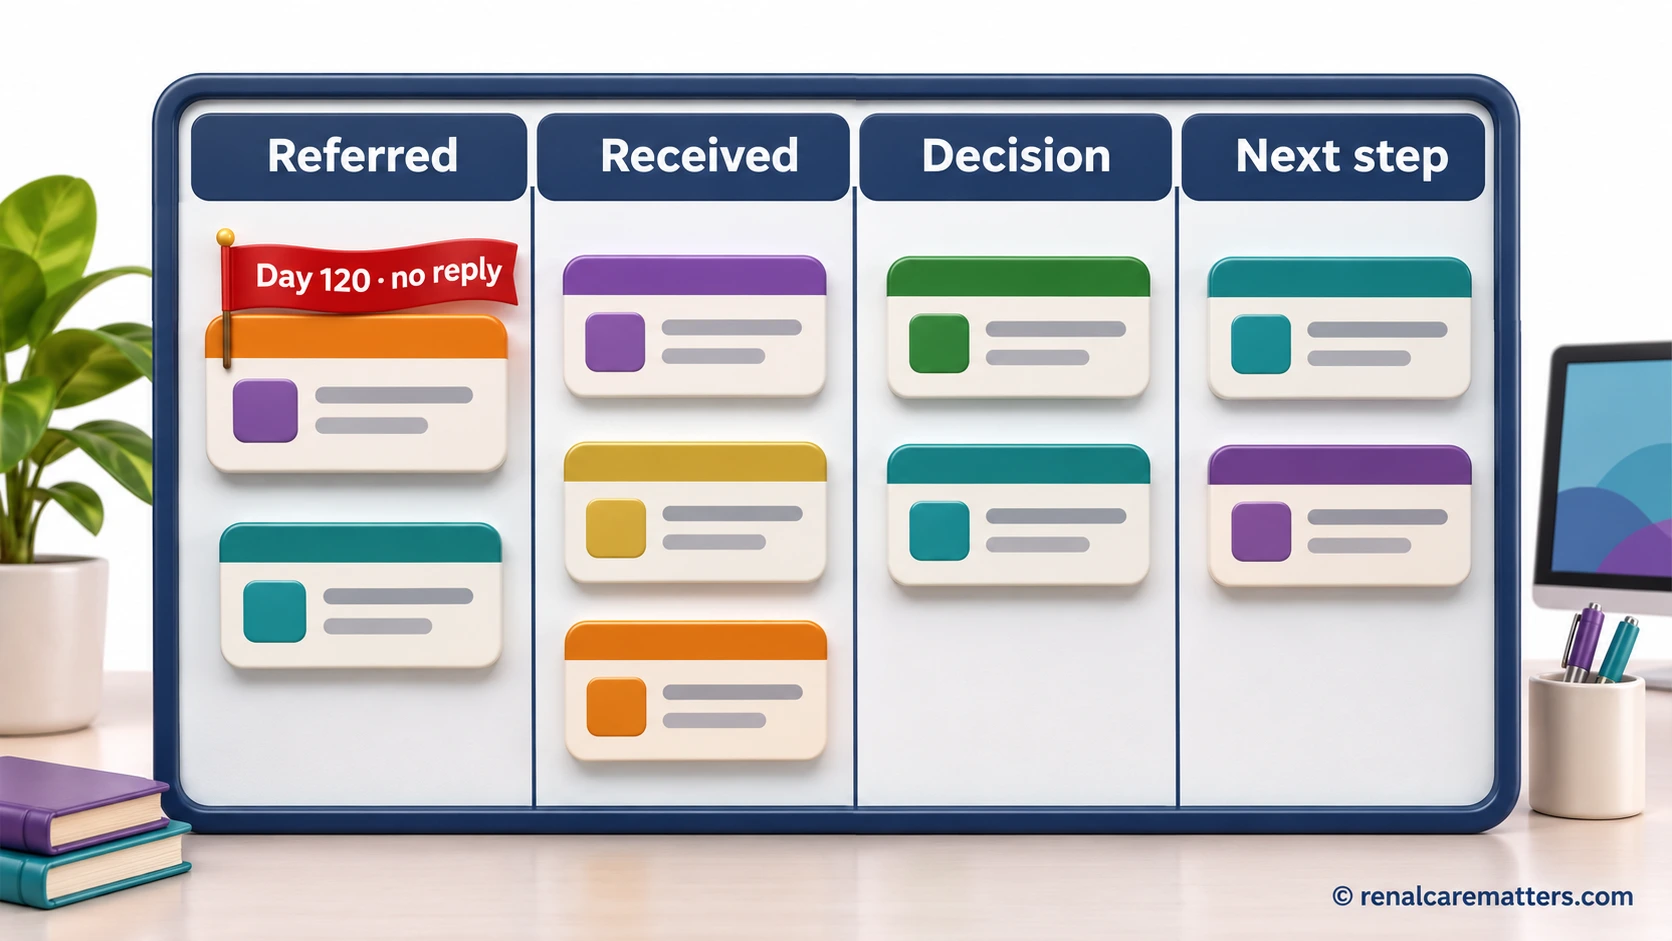 Referred
Received
Decision
Next step
Day 120 · no reply
© renalcarematters.com